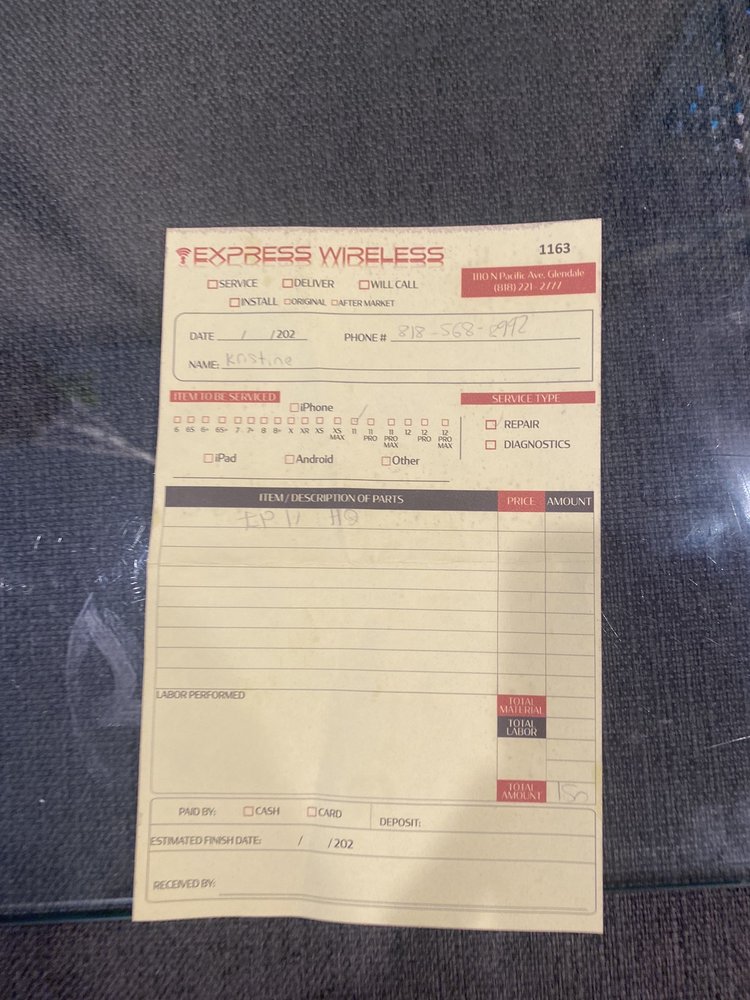 EXPRESS WIRELESS 1163
SERVICE DELIVER WILL CALL
1110 N Pacific Ave. Glendale
(818) 221-2777
INSTALL ORIGINAL AFTER MARKET
DATE / /202 PHONE # 818-568-8992
NAME: Kristine
ITEM TO BE SERVICED
SERVICE TYPE
iPhone
6 6S 6+ 6S+ 7 7+ 8 8+ X XR XS XS MAX 11 11 PRO 11 PRO MAX 12 12 PRO 12 PRO MAX
REPAIR
DIAGNOSTICS
iPad Android Other
ITEM / DESCRIPTION OF PARTS PRICE AMOUNT
IP 11 HQ
LABOR PERFORMED
TOTAL MATERIAL
TOTAL LABOR
TOTAL AMOUNT 150
PAID BY: CASH CARD DEPOSIT:
ESTIMATED FINISH DATE: / /202
RECEIVED BY: